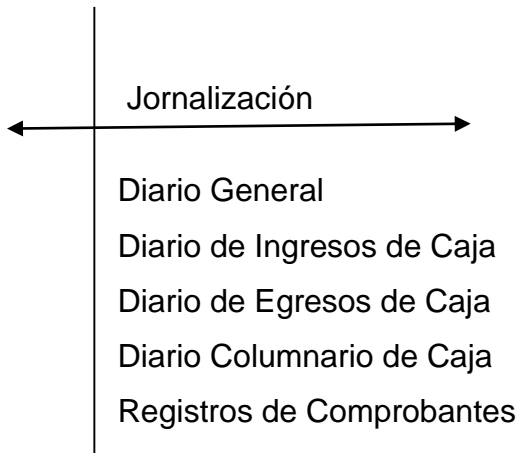 Jornalización
Diario General
Diario de Ingresos de Caja
Diario de Egresos de Caja
Diario Columnario de Caja
Registros de Comprobantes